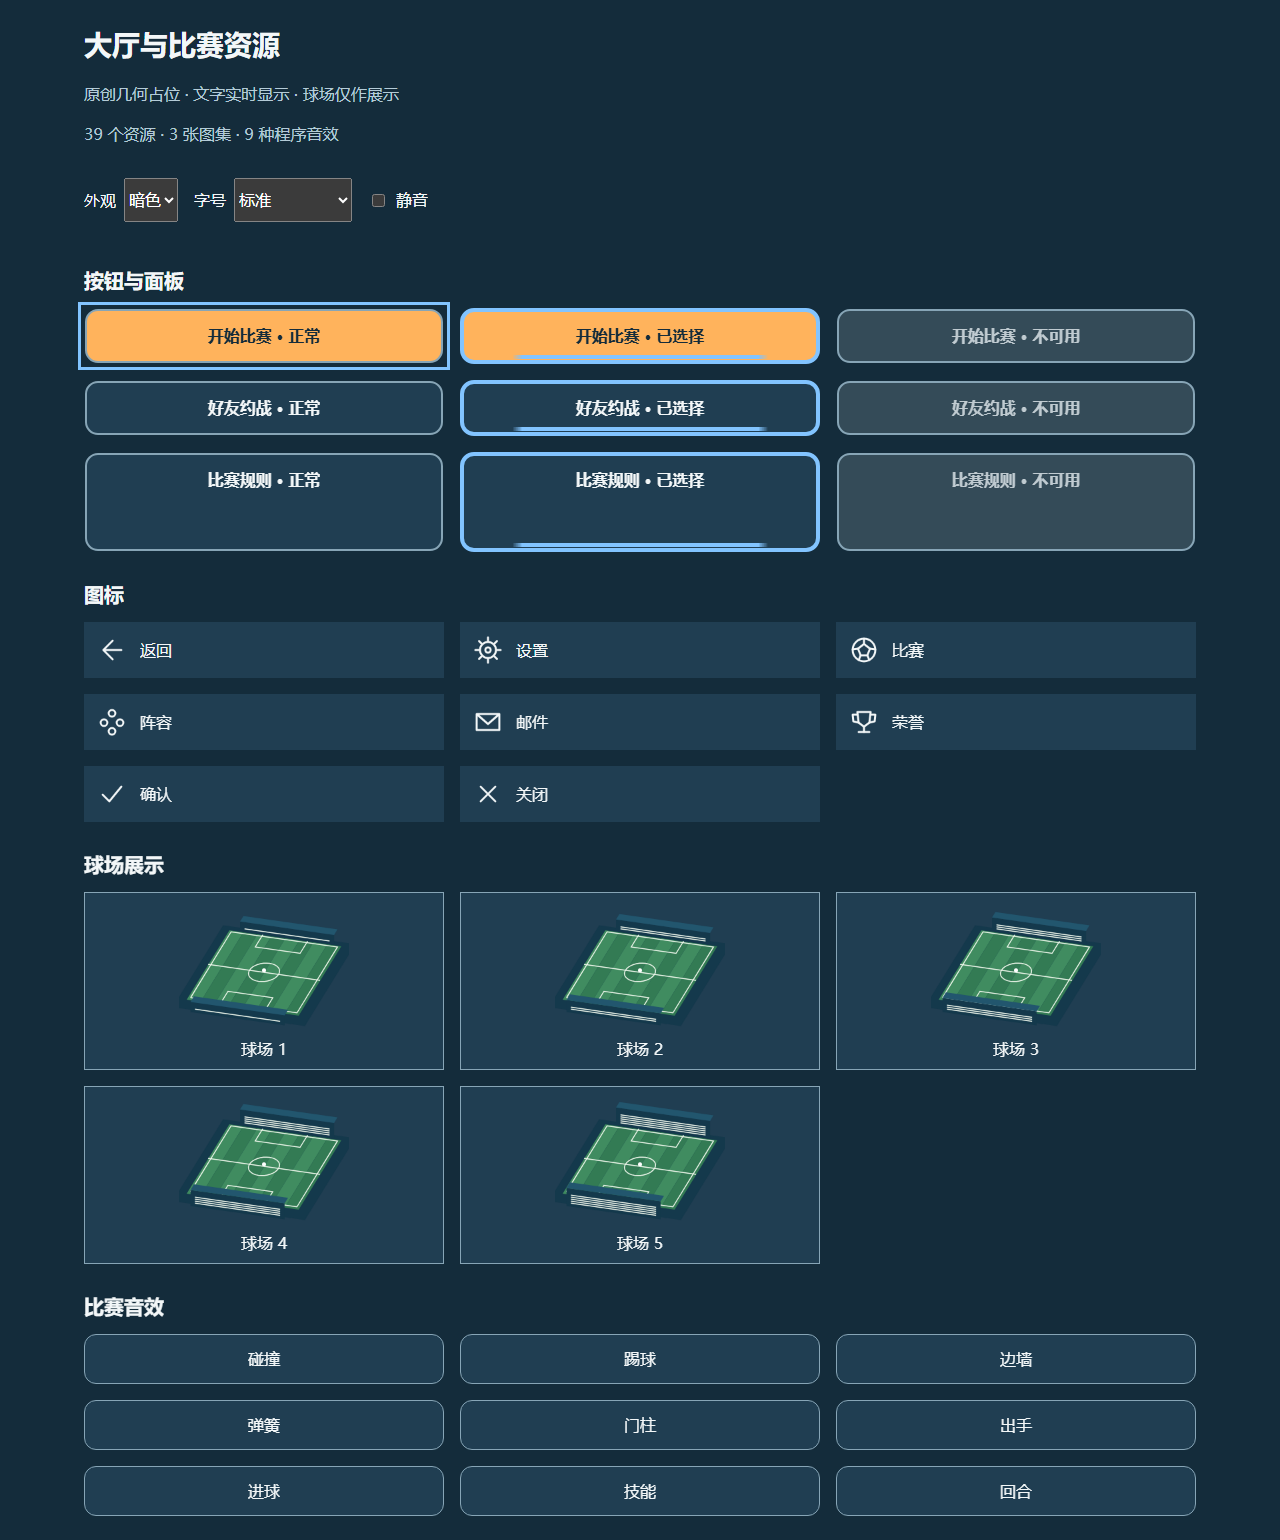 大厅与比赛资源
原创几何占位 · 文字实时显示 · 球场仅作展示
39 个资源 · 3 张图集 · 9 种程序音效
外观 暗色 字号 标准 静音
按钮与面板
开始比赛 • 正常 开始比赛 • 已选择 开始比赛 • 不可用
好友约战 • 正常 好友约战 • 已选择 好友约战 • 不可用
比赛规则 • 正常 比赛规则 • 已选择 比赛规则 • 不可用
图标
返回 设置 比赛
阵容 邮件 荣誉
确认 关闭
球场展示
球场 1 球场 2 球场 3
球场 4 球场 5
比赛音效
碰撞 踢球 边墙
弹簧 门柱 出手
进球 技能 回合